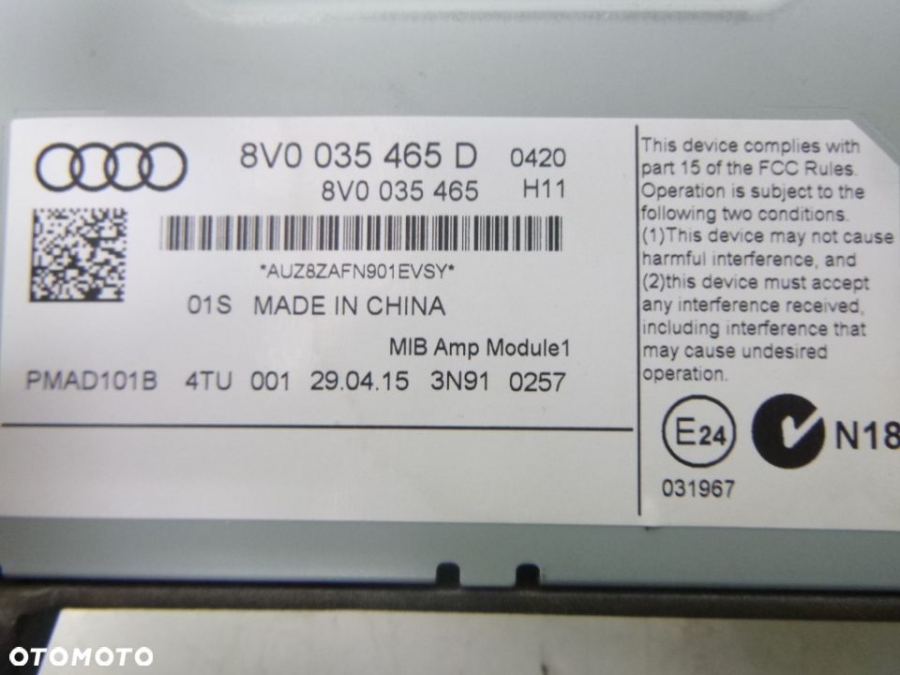 8V0 035 465 D 0420
8V0 035 465 H11
*AUZ8ZAFN901EVSY*
01S MADE IN CHINA
MIB Amp Module1
PMAD101B 4TU 001 29.04.15 3N91 0257
This device complies with
part 15 of the FCC Rules.
Operation is subject to the
following two conditions.
(1)This device may not cause
harmful interference, and
(2)this device must accept
any interference received,
including interference that
may cause undesired
operation.
E24
N18
031967
OTOMOTO